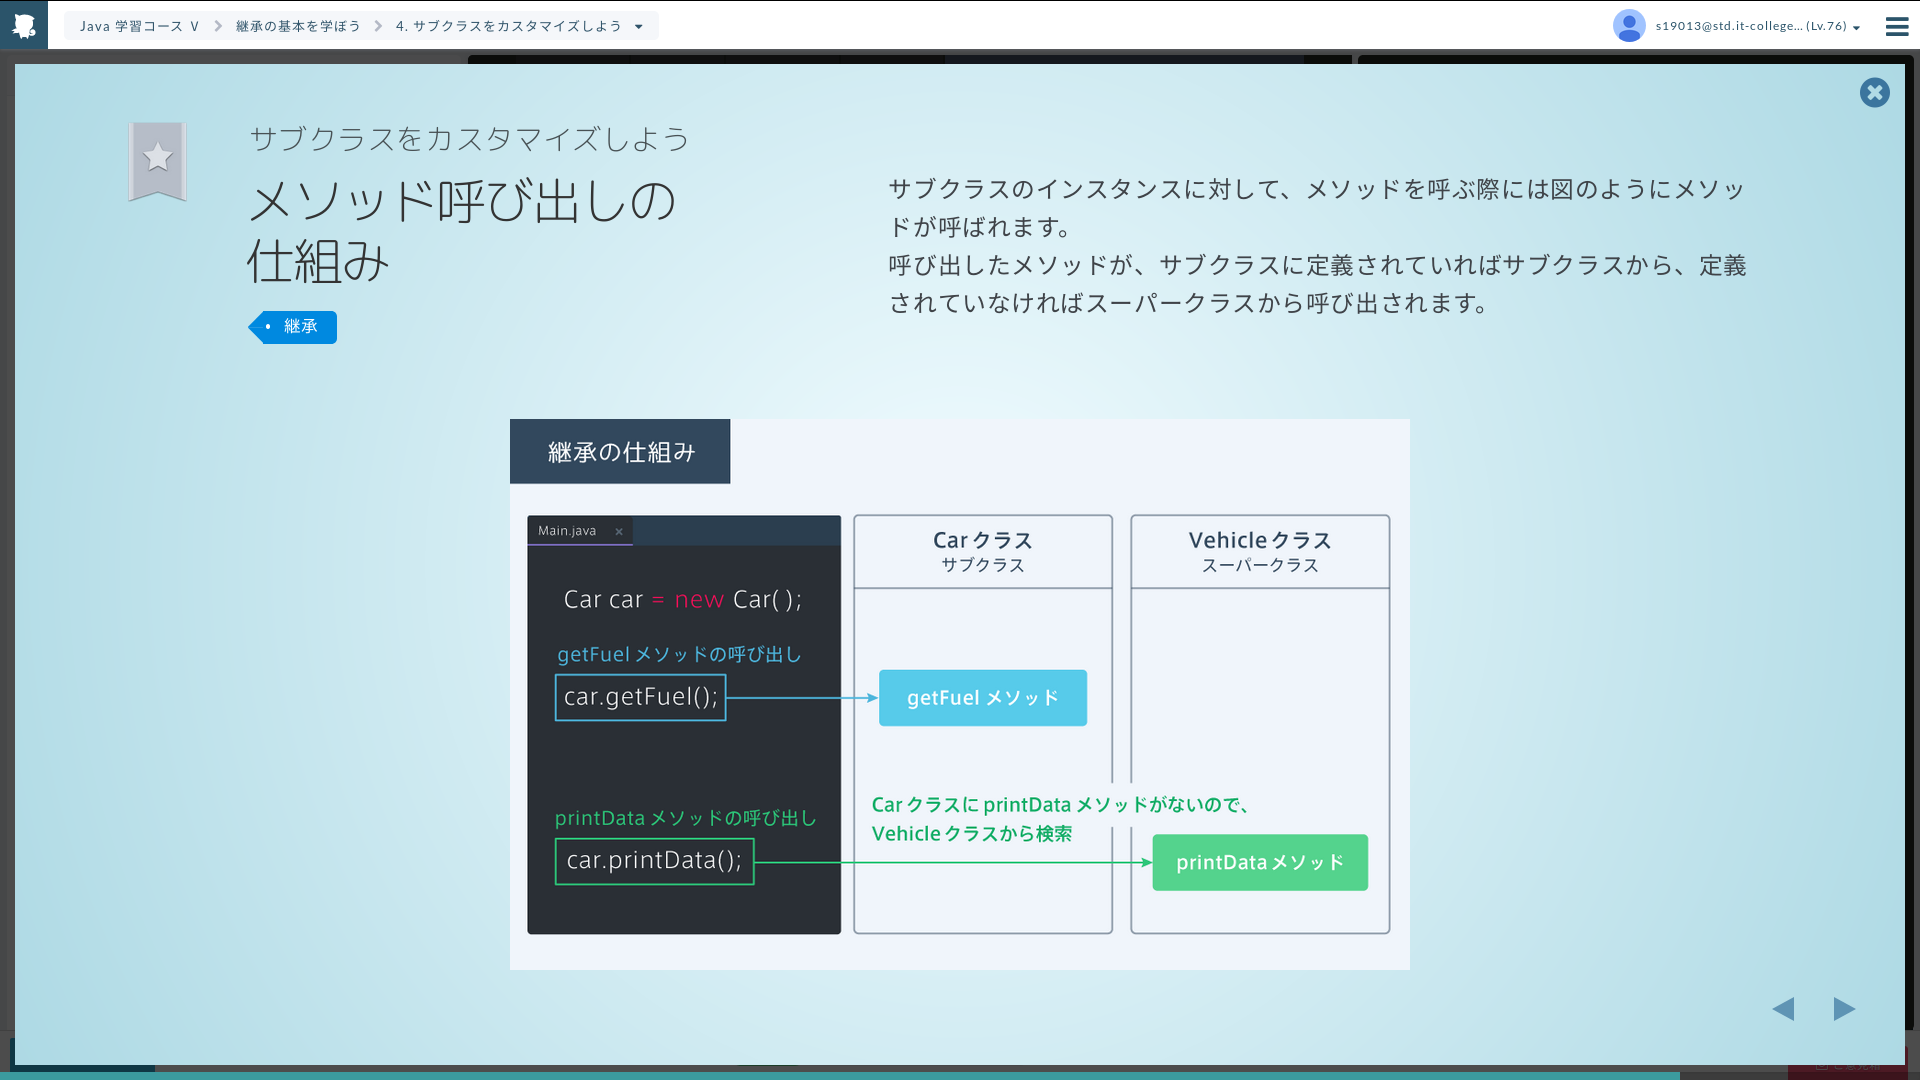 Java 学習コース V
継承の基本を学ぼう
4. サブクラスをカスタマイズしよう
s19013@std.it-college... (Lv.76)
サブクラスをカスタマイズしよう
メソッド呼び出しの
仕組み
継承
サブクラスのインスタンスに対して、メソッドを呼ぶ際には図のようにメソッ
ドが呼ばれます。
呼び出したメソッドが、サブクラスに定義されていればサブクラスから、定義
されていなければスーパークラスから呼び出されます。
継承の仕組み
Main.java
Car car = new Car( );
getFuel メソッドの呼び出し
car.getFuel();
printData メソッドの呼び出し
car.printData();
Car クラス
サブクラス
getFuel メソッド
Car クラスに printData メソッドがないので、
Vehicle クラスから検索
Vehicle クラス
スーパークラス
printData メソッド